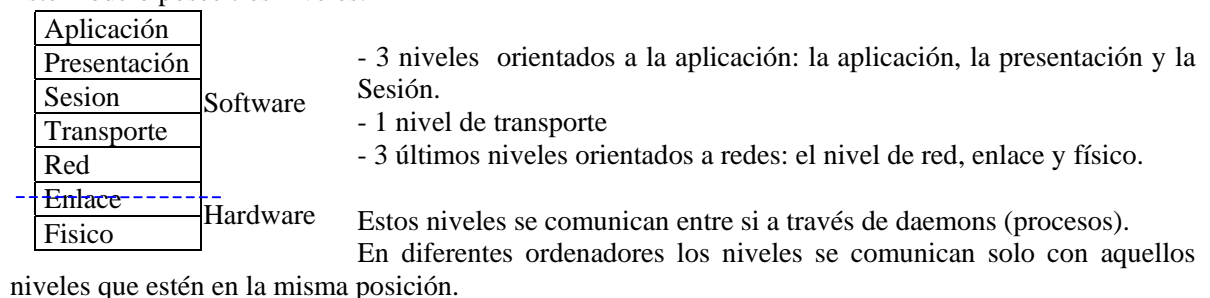 Aplicación
Presentación
Sesion
Transporte
Red
Enlace
Fisico
Software
Hardware
- 3 niveles orientados a la aplicación: la aplicación, la presentación y la
Sesión.
- 1 nivel de transporte
- 3 últimos niveles orientados a redes: el nivel de red, enlace y físico.
Estos niveles se comunican entre si a través de daemons (procesos).
En diferentes ordenadores los niveles se comunican solo con aquellos
niveles que estén en la misma posición.